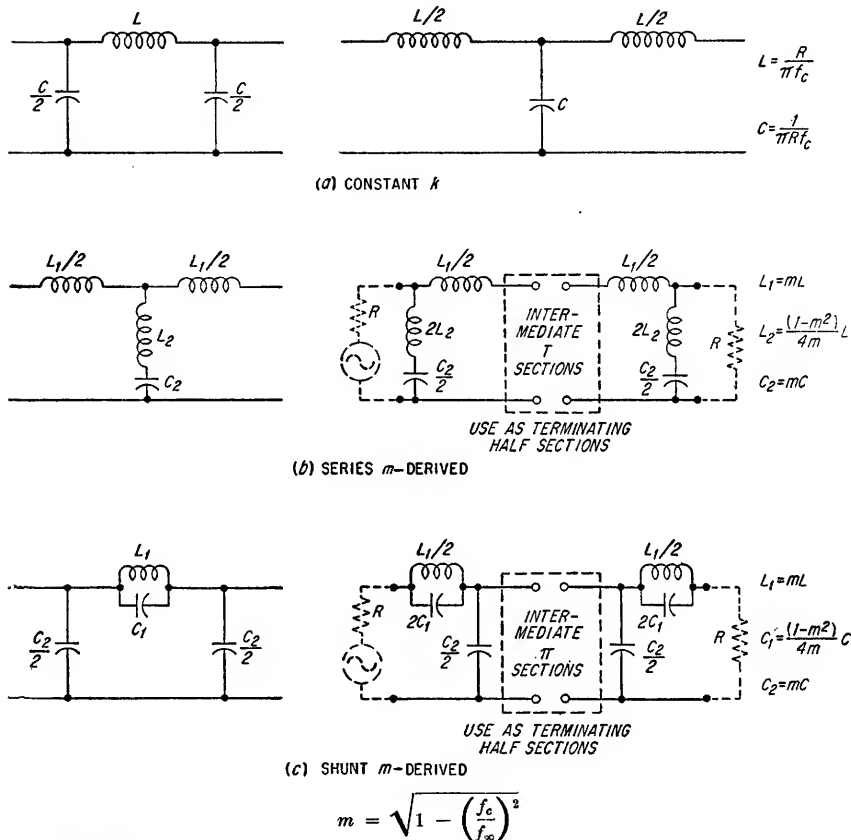 L
L/2
L/2
C/2
C/2
C
L = R/πf_c
C = 1/πRf_c
(a) CONSTANT k
L₁/2
L₁/2
L₂
C₂
R
L₁/2
2L₂
C₂/2
INTER-
MEDIATE
T
SECTIONS
L₁/2
2L₂
C₂/2
R
L₁=mL
L₂=(1-m²)/4m L
C₂=mC
USE AS TERMINATING
HALF SECTIONS
(b) SERIES m-DERIVED
L₁
C₁
C₂/2
C₂/2
R
L₁/2
2C₁
C₂/2
INTER-
MEDIATE
π
SECTIONS
L₁/2
2C₁
C₂/2
R
L₁=mL
C₁=(1-m²)/4m C
C₂=mC
USE AS TERMINATING
HALF SECTIONS
(c) SHUNT m-DERIVED
m = √(1 − (f_c/f_∞)²)